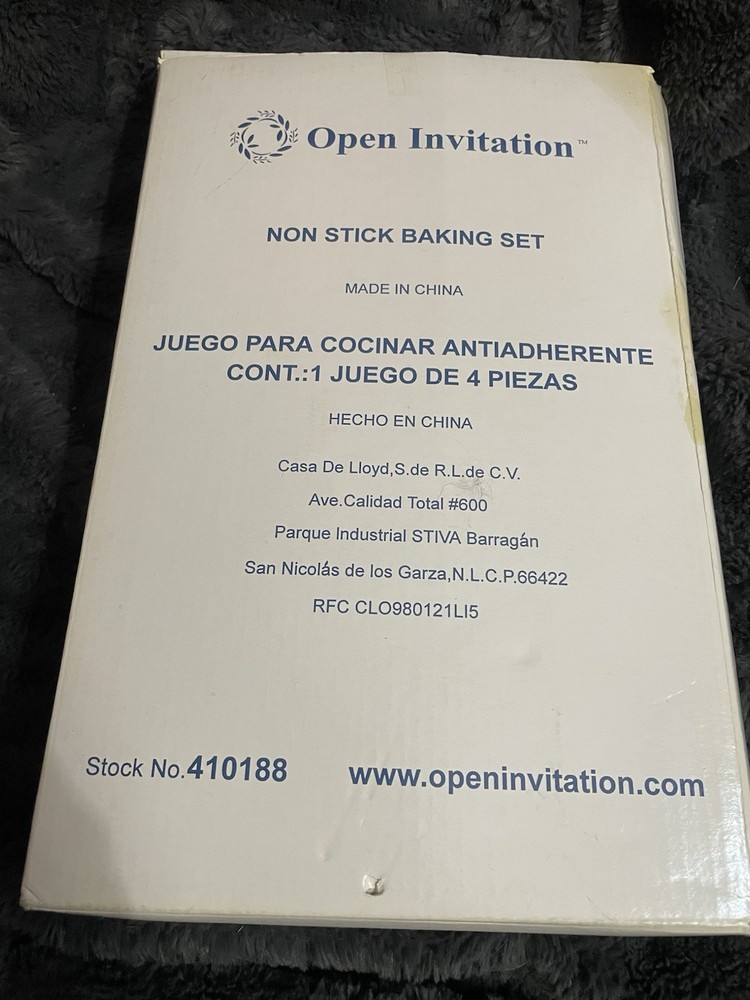 Open Invitation™
NON STICK BAKING SET
MADE IN CHINA
JUEGO PARA COCINAR ANTIADHERENTE
CONT.:1 JUEGO DE 4 PIEZAS
HECHO EN CHINA
Casa De Lloyd,S.de R.L.de C.V.
Ave.Calidad Total #600
Parque Industrial STIVA Barragán
San Nicolás de los Garza,N.L.C.P.66422
RFC CLO980121LI5
Stock No.410188 www.openinvitation.com